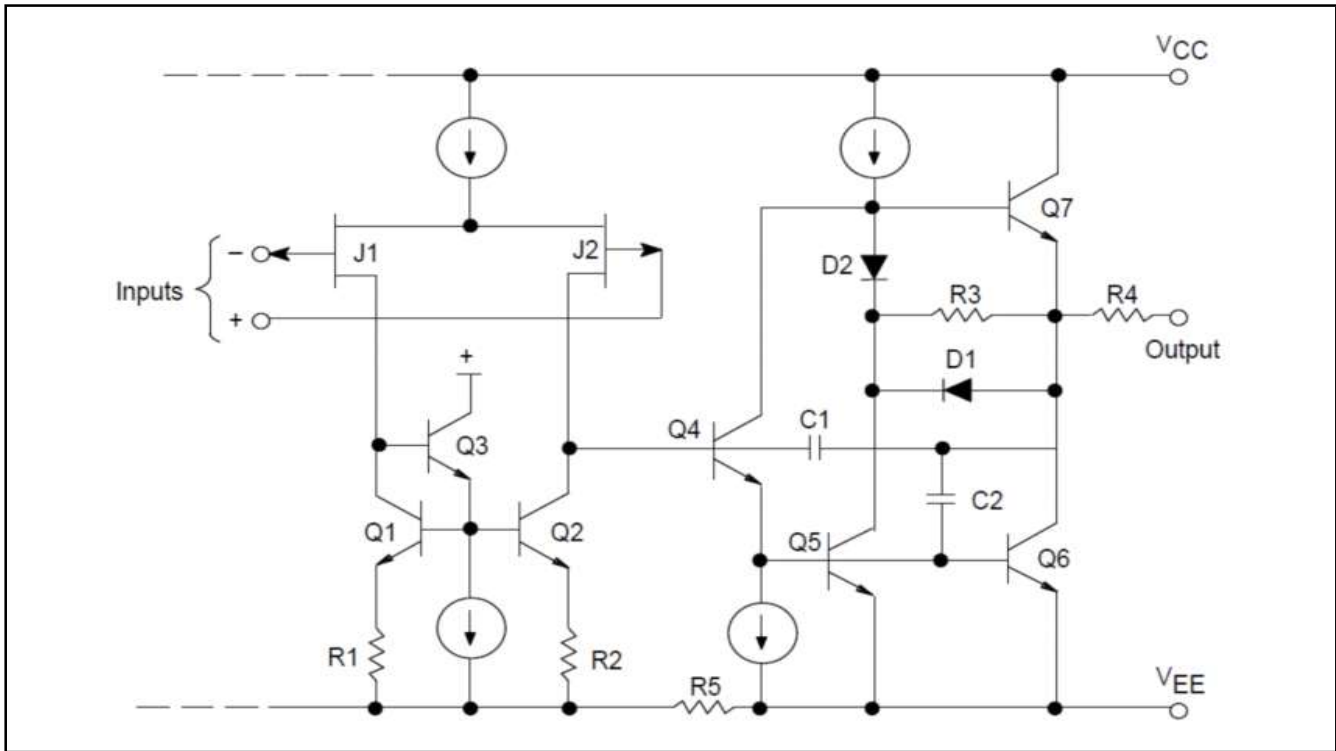 VCC
Q7
J1
J2
−
Inputs
+
D2
R3
R4
Output
D1
+
Q3
Q4
C1
C2
Q1
Q2
Q5
Q6
R1
R2
R5
VEE